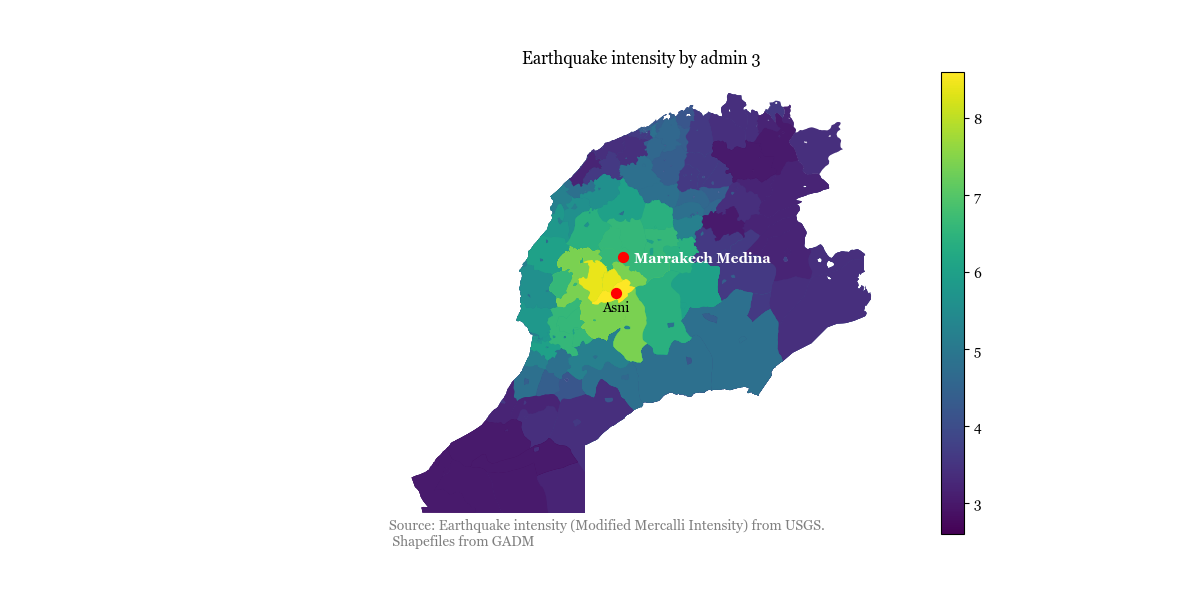 Earthquake intensity by admin 3
8
7
Marrakech Medina
6
Asni
5
4
3
Source: Earthquake intensity (Modified Mercalli Intensity) from USGS.
Shapefiles from GADM